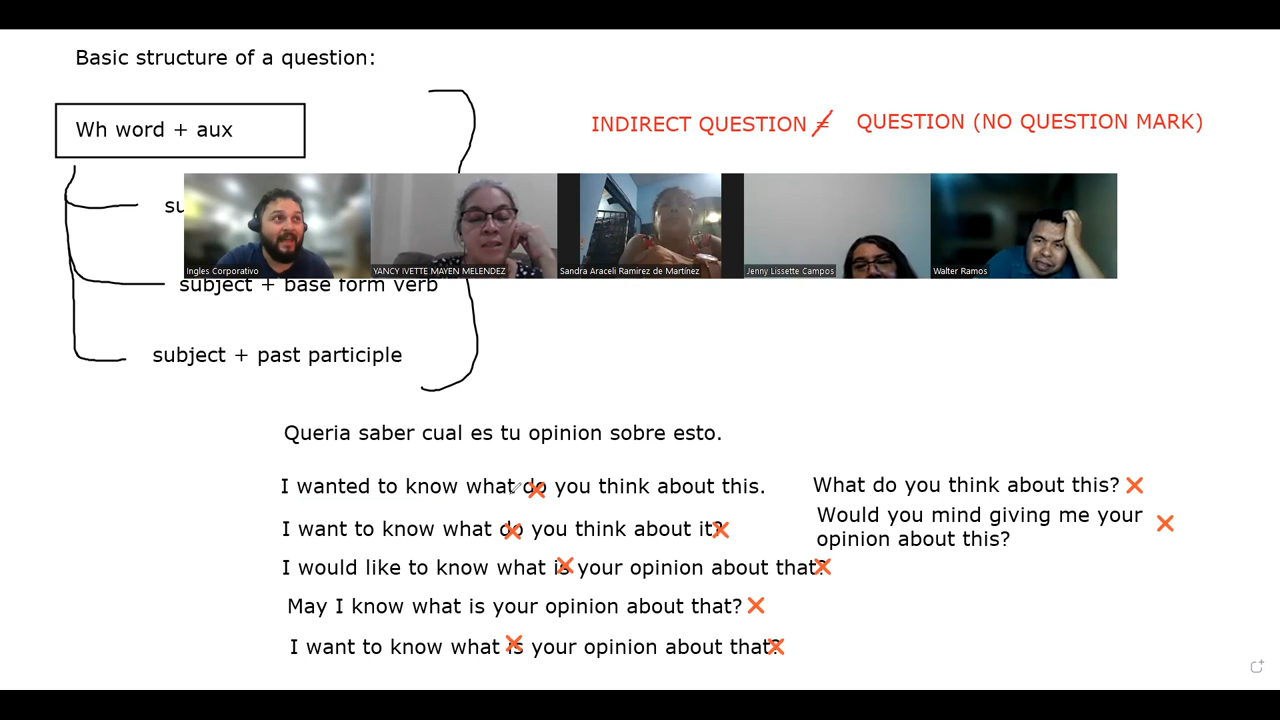 Basic structure of a question:
Wh word + aux
INDIRECT QUESTION ≠ QUESTION (NO QUESTION MARK)
Ingles Corporativo
YANCY IVETTE MAYEN MELENDEZ
Sandra Araceli Ramirez de Martínez
Jenny Lissette Campos
Walter Ramos
subject + base form verb
subject + past participle
Queria saber cual es tu opinion sobre esto.
I wanted to know what do you think about this.
What do you think about this?
I want to know what do you think about it?
Would you mind giving me your
opinion about this?
I would like to know what is your opinion about that?
May I know what is your opinion about that?
I want to know what is your opinion about that?